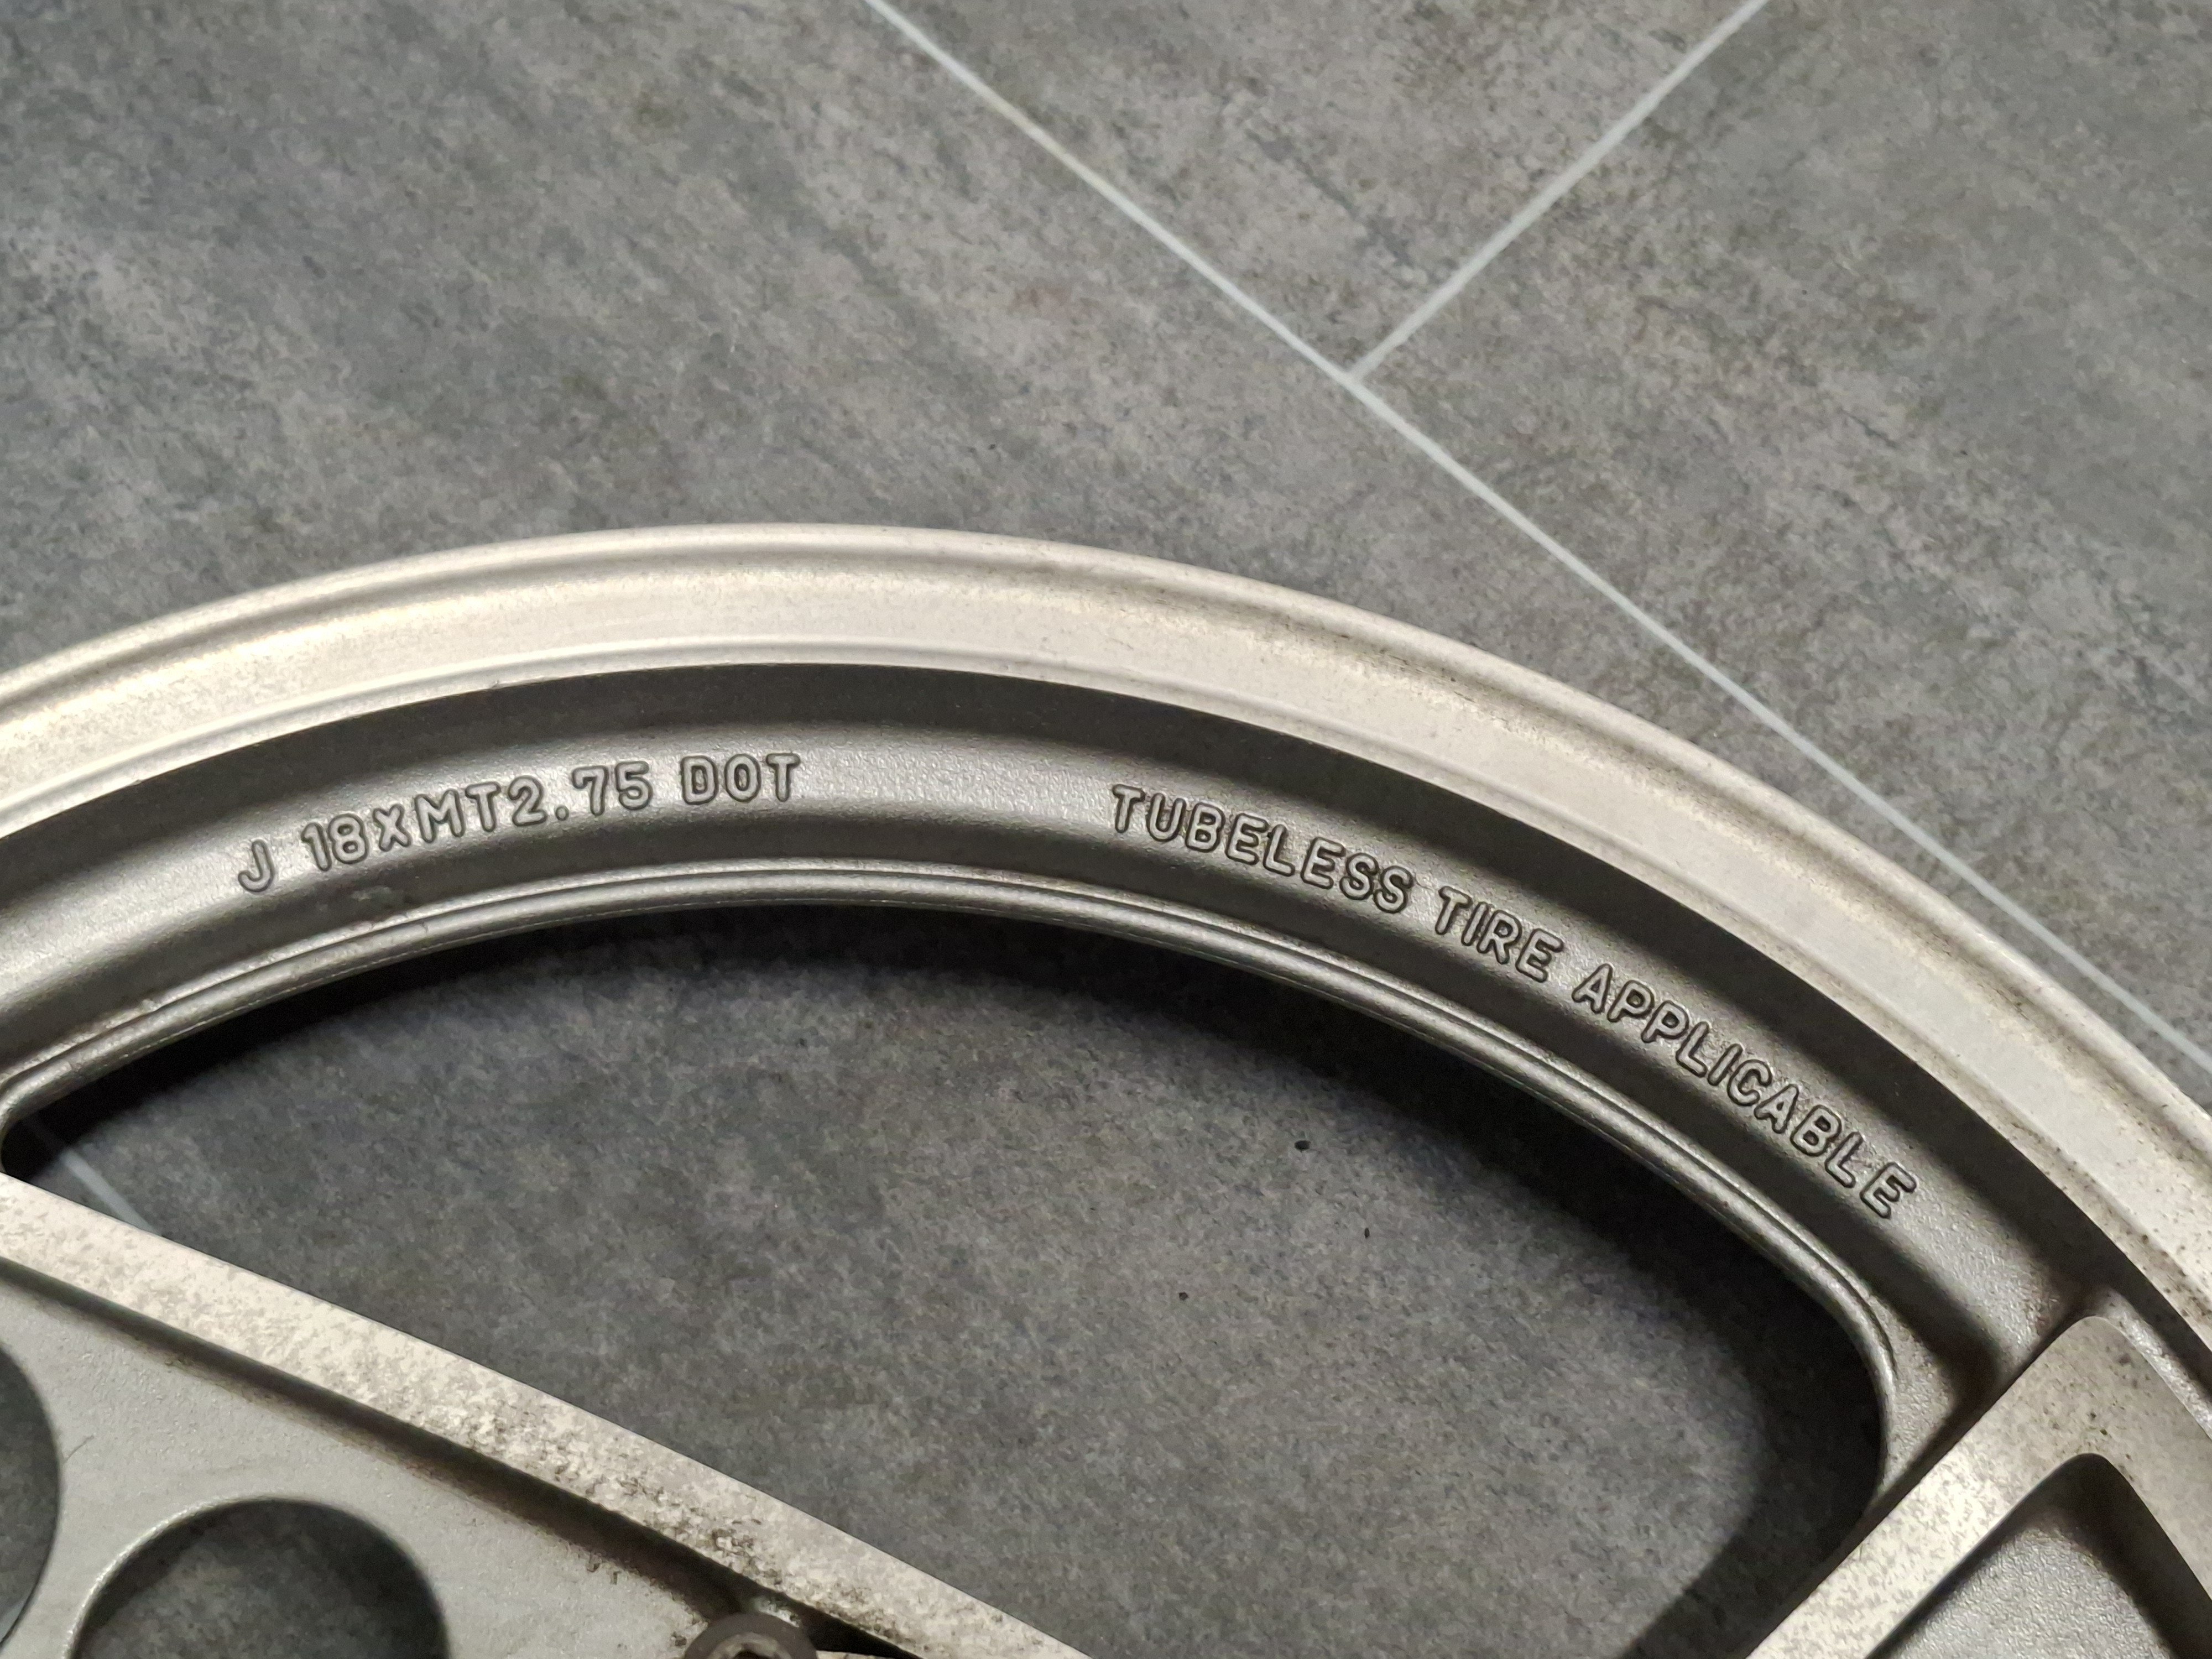 J 18XMT2.75 DOT
TUBELESS TIRE APPLICABLE